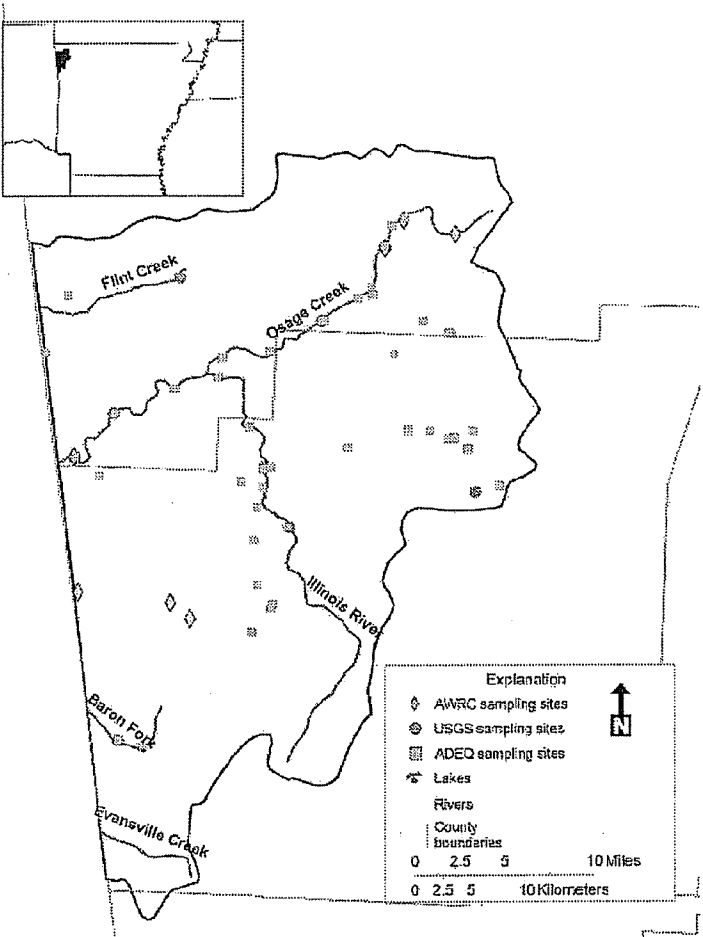 Flint Creek
Osage Creek
Illinois River
Baron Fork
Evansville Creek
Explanation
AWRC sampling sites
USGS sampling sites
ADEQ sampling sites
Lakes
Rivers
County
boundaries
N
0 2.5 5 10 Miles
0 2.5 5 10 Kilometers